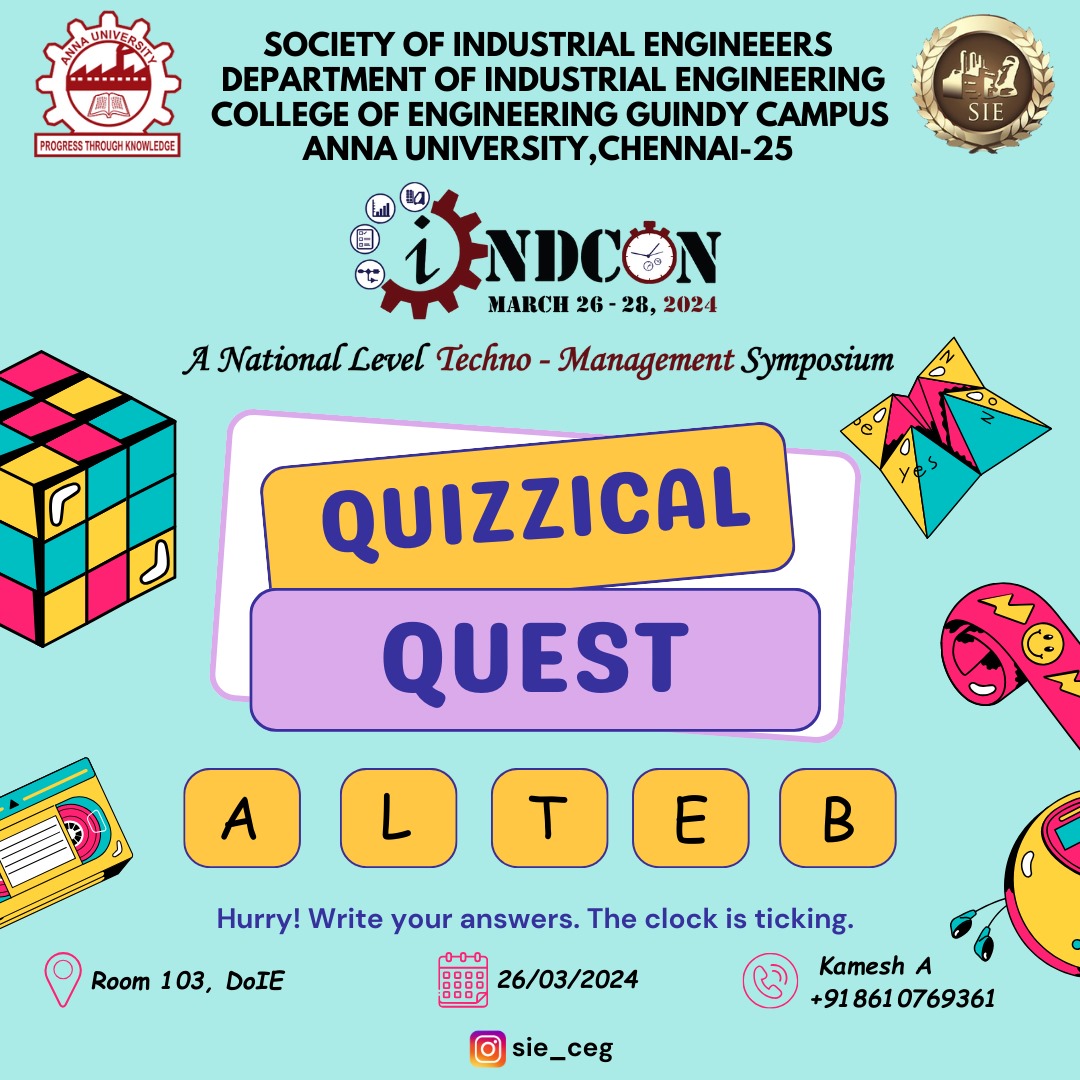 ANNA UNIVERSITY
PROGRESS THROUGH KNOWLEDGE
SOCIETY OF INDUSTRIAL ENGINEEERS
DEPARTMENT OF INDUSTRIAL ENGINEERING
COLLEGE OF ENGINEERING GUINDY CAMPUS
ANNA UNIVERSITY,CHENNAI-25
SIE
iNDCON
MARCH 26 - 28, 2024
A National Level Techno - Management Symposium
N
O
N
be
yes
QUIZZICAL
QUEST
A L T E B
Hurry! Write your answers. The clock is ticking.
Room 103, DoIE
26/03/2024
Kamesh A
+918610769361
sie_ceg